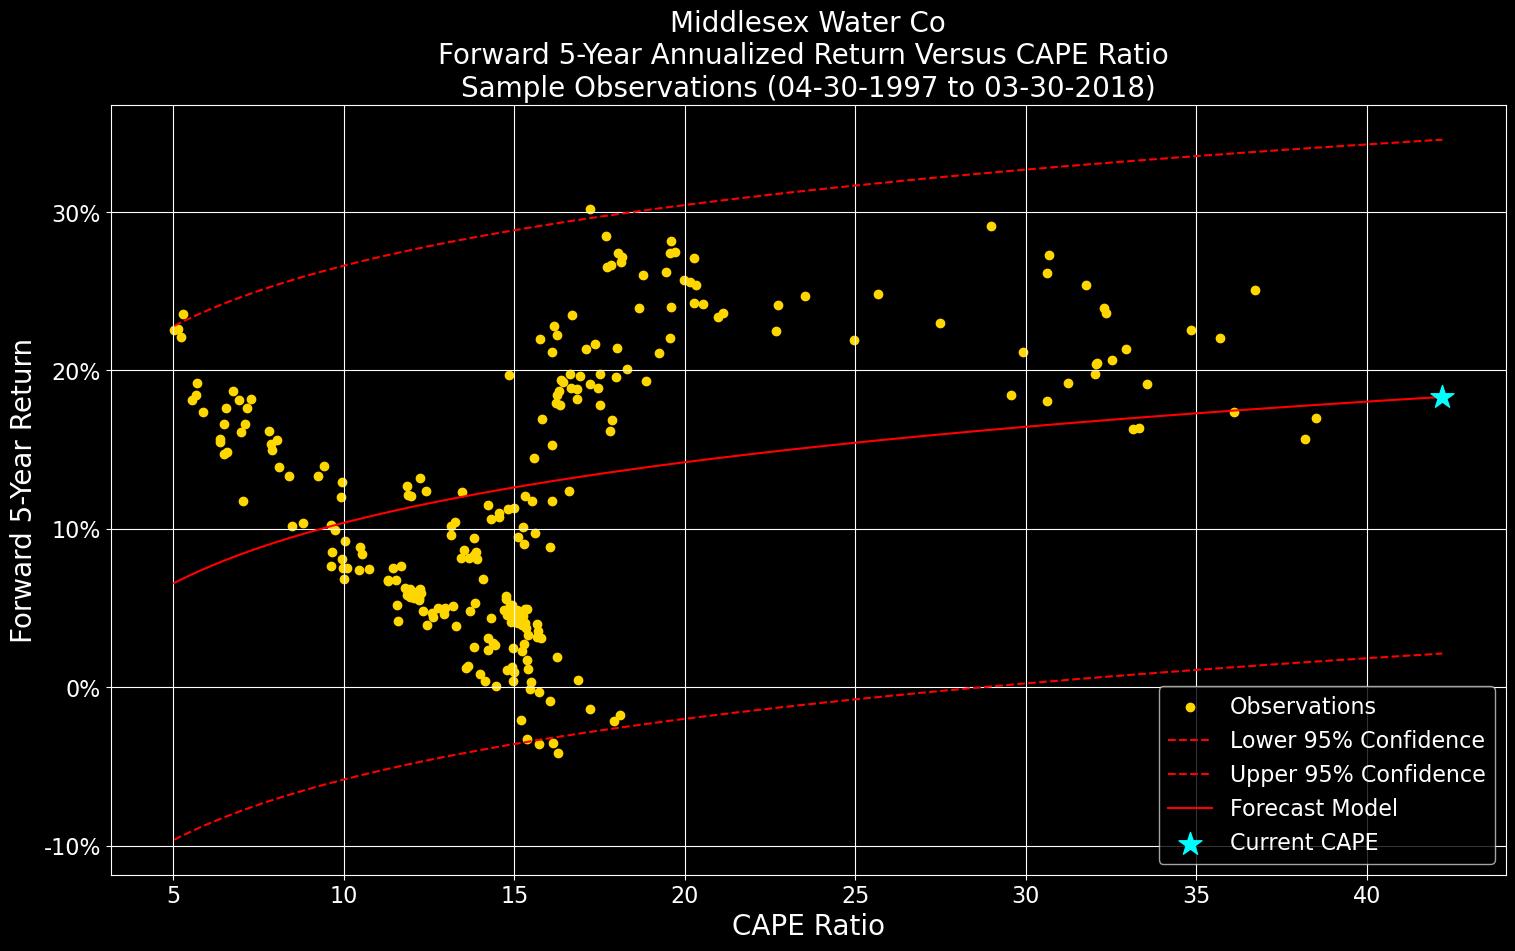 Middlesex Water Co
Forward 5-Year Annualized Return Versus CAPE Ratio
Sample Observations (04-30-1997 to 03-30-2018)
Forward 5-Year Return
30%
20%
10%
0%
-10%
5 10 15 20 25 30 35 40
CAPE Ratio
Observations
Lower 95% Confidence
Upper 95% Confidence
Forecast Model
Current CAPE